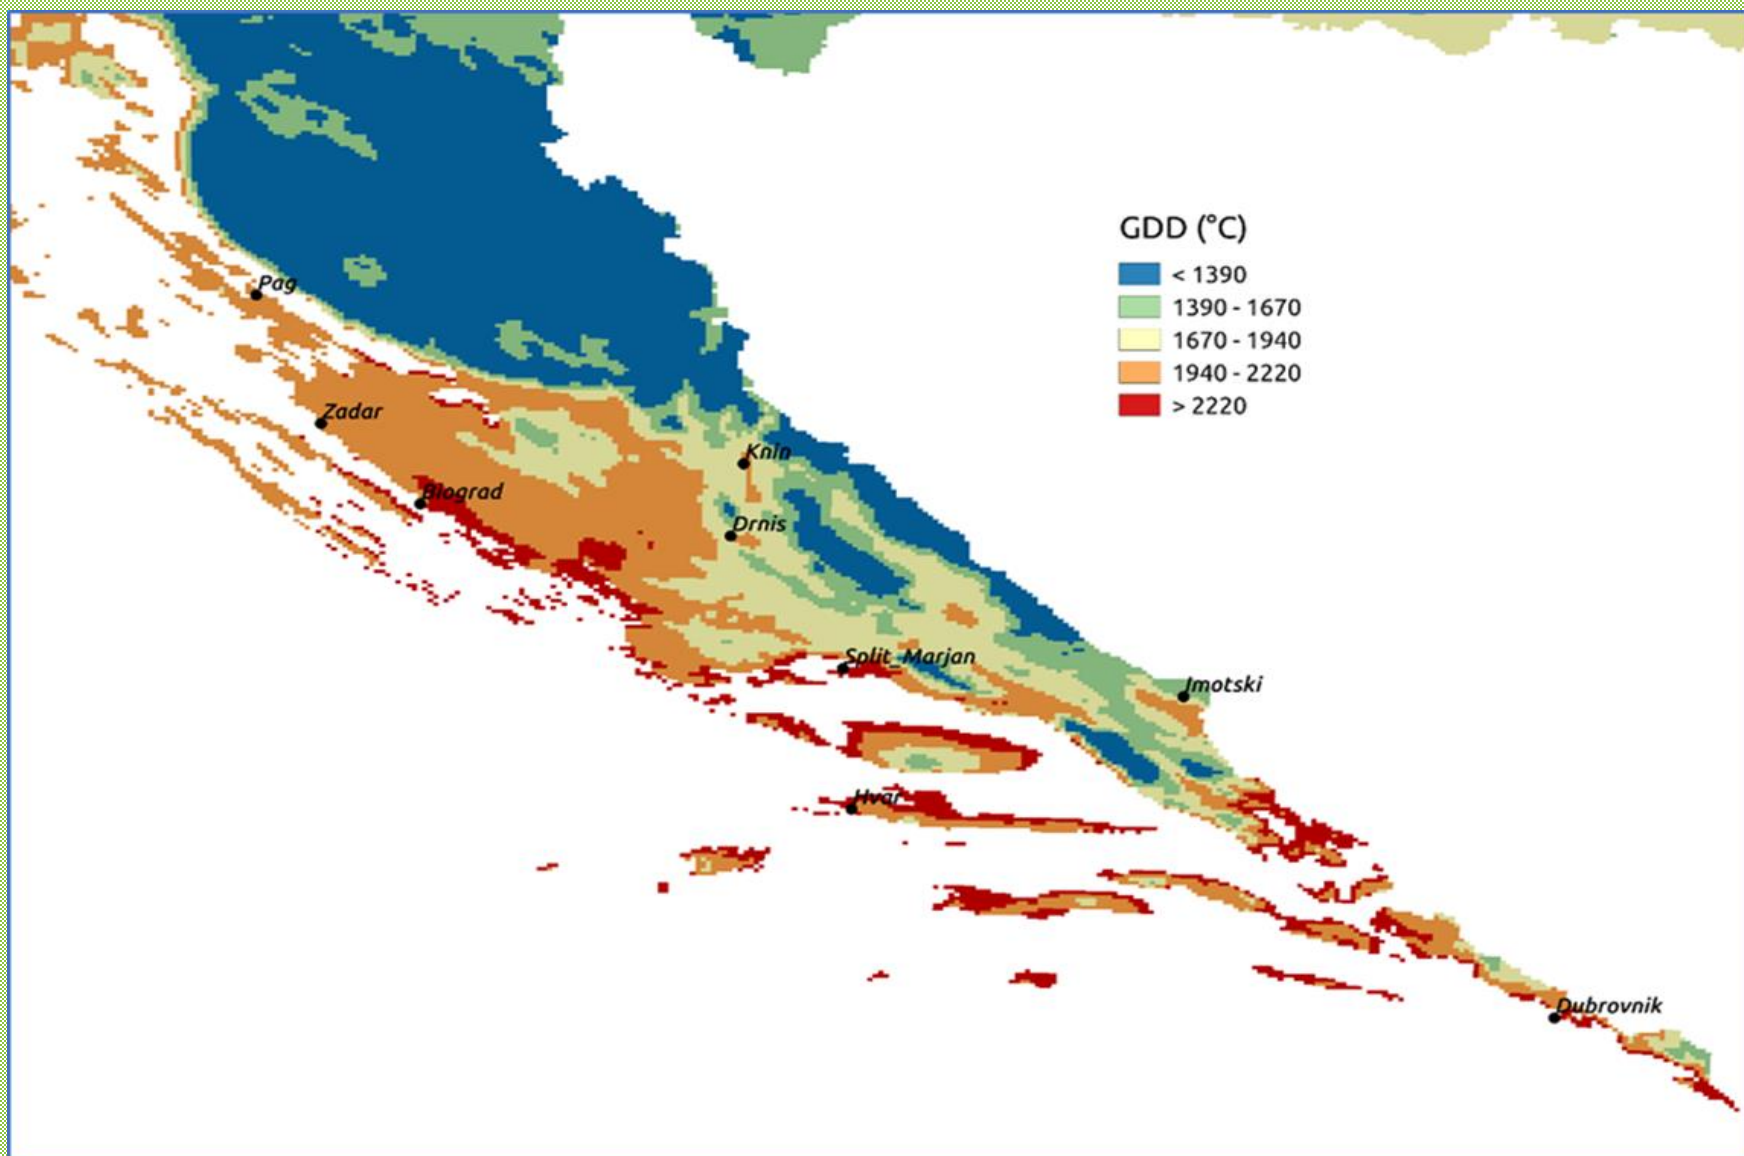 GDD (°C)
< 1390
1390 - 1670
1670 - 1940
1940 - 2220
> 2220
Pag
Zadar
Knin
Biograd
Drnis
Split_Marjan
Imotski
Hvar
Dubrovnik